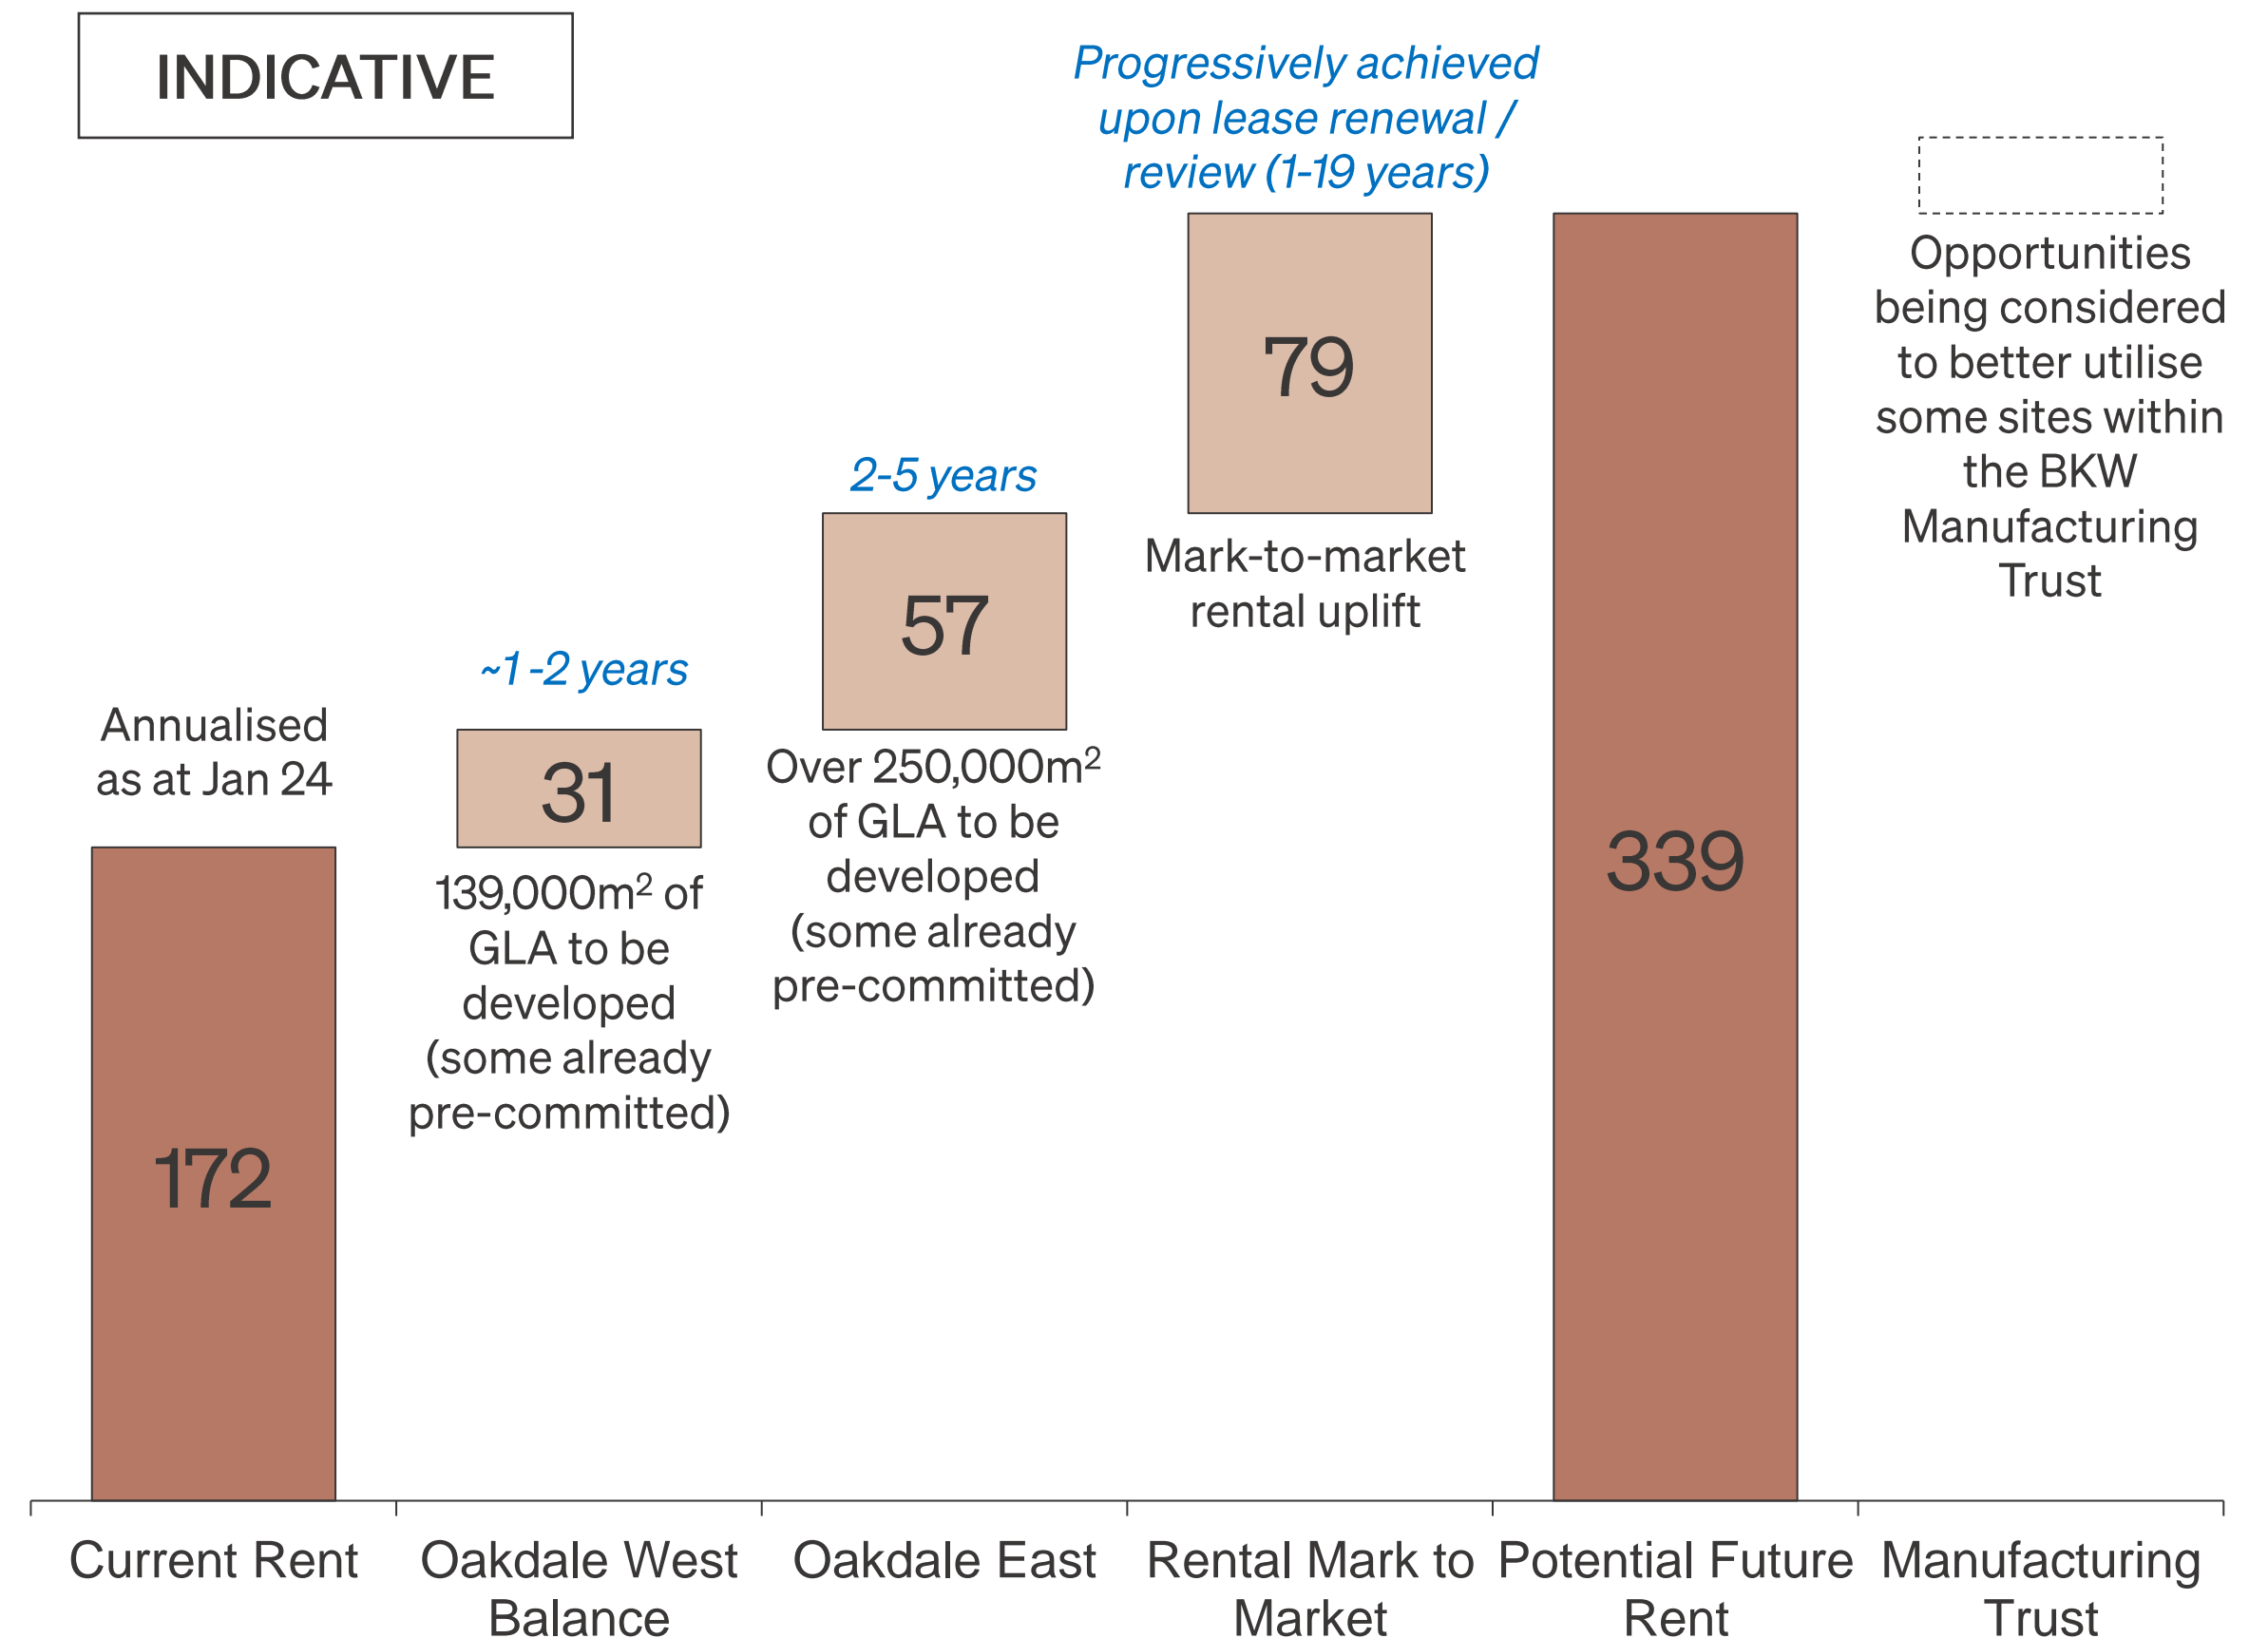 INDICATIVE
Annualised
as at Jan 24
172
~1-2 years
31
139,000m² of
GLA to be
developed
(some already
pre-committed)
2-5 years
57
Over 250,000m²
of GLA to be
developed
(some already
pre-committed)
Progressively achieved
upon lease renewal /
review (1-19 years)
79
Mark-to-market
rental uplift
339
Opportunities
being considered
to better utilise
some sites within
the BKW
Manufacturing
Trust
Current Rent
Oakdale West
Balance
Oakdale East
Rental Mark to
Market
Potential Future
Rent
Manufacturing
Trust